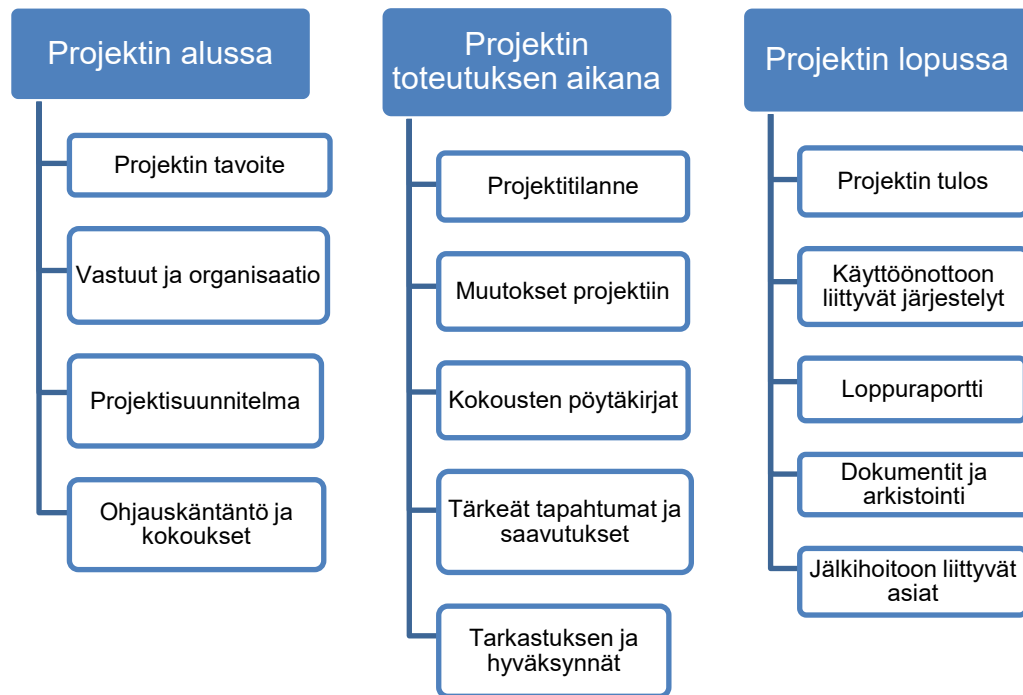 Projektin alussa
Projektin tavoite
Vastuut ja organisaatio
Projektisuunnitelma
Ohjauskäntäntö ja
kokoukset
Projektin
toteutuksen aikana
Projektitilanne
Muutokset projektiin
Kokousten pöytäkirjat
Tärkeät tapahtumat ja
saavutukset
Tarkastuksen ja
hyväksynnät
Projektin lopussa
Projektin tulos
Käyttöönottoon
liittyvät järjestelyt
Loppuraportti
Dokumentit ja
arkistointi
Jälkihoitoon liittyvät
asiat